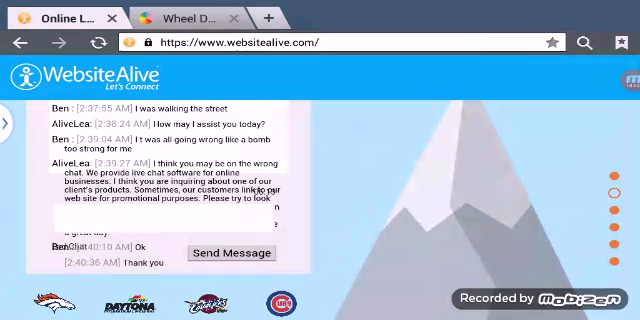 Online L...
Wheel D...
https://www.websitealive.com/
WebsiteAlive
Let's Connect
Ben : [2:37:55 AM] I was walking the street
AliveLea: [2:38:24 AM] How may I assist you today?
Ben : [2:39:04 AM] I t was all going wrong like a bomb
too strong for me
AliveLea: [2:39:27 AM] I think you may be on the wrong
chat. We provide live chat software for online
businesses. I think you are inquiring about one of our
client's products. Sometimes, our customers link to our
web site for promotional purposes. Please try to look
2:40:10 AM] Ok
[2:40:36 AM] Thank you
Send Message
DAYTONA
Recorded by mobizen